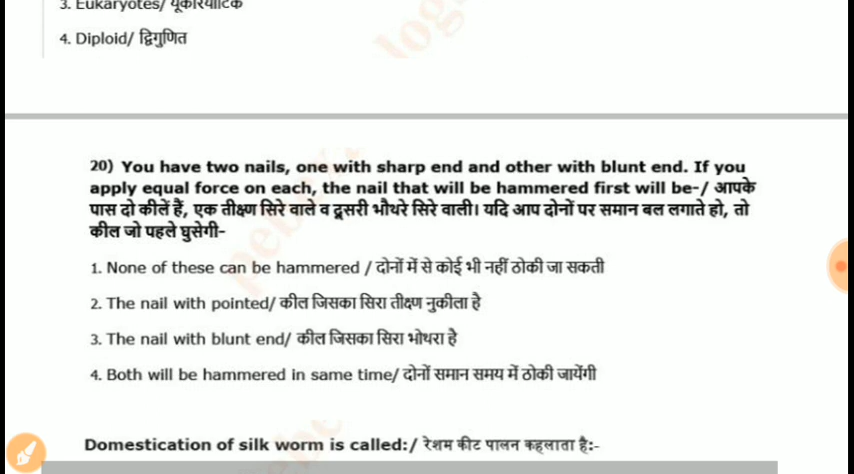 3. Eukaryotes/ यूकेरियोटिक
4. Diploid/ द्विगुणित
20) You have two nails, one with sharp end and other with blunt end. If you
apply equal force on each, the nail that will be hammered first will be-/ आपके
पास दो कीलें हैं, एक तीक्ष्ण सिरे वाले व दूसरी भौथरे सिरे वाली। यदि आप दोनों पर समान बल लगाते हो, तो
कील जो पहले घुसेगी-
1. None of these can be hammered / दोनों में से कोई भी नहीं ठोकी जा सकती
2. The nail with pointed/ कील जिसका सिरा तीक्ष्ण नुकीला है
3. The nail with blunt end/ कील जिसका सिरा भोथरा है
4. Both will be hammered in same time/ दोनों समान समय में ठोकी जायेंगी
Domestication of silk worm is called:/ रेशम कीट पालन कहलाता है:-